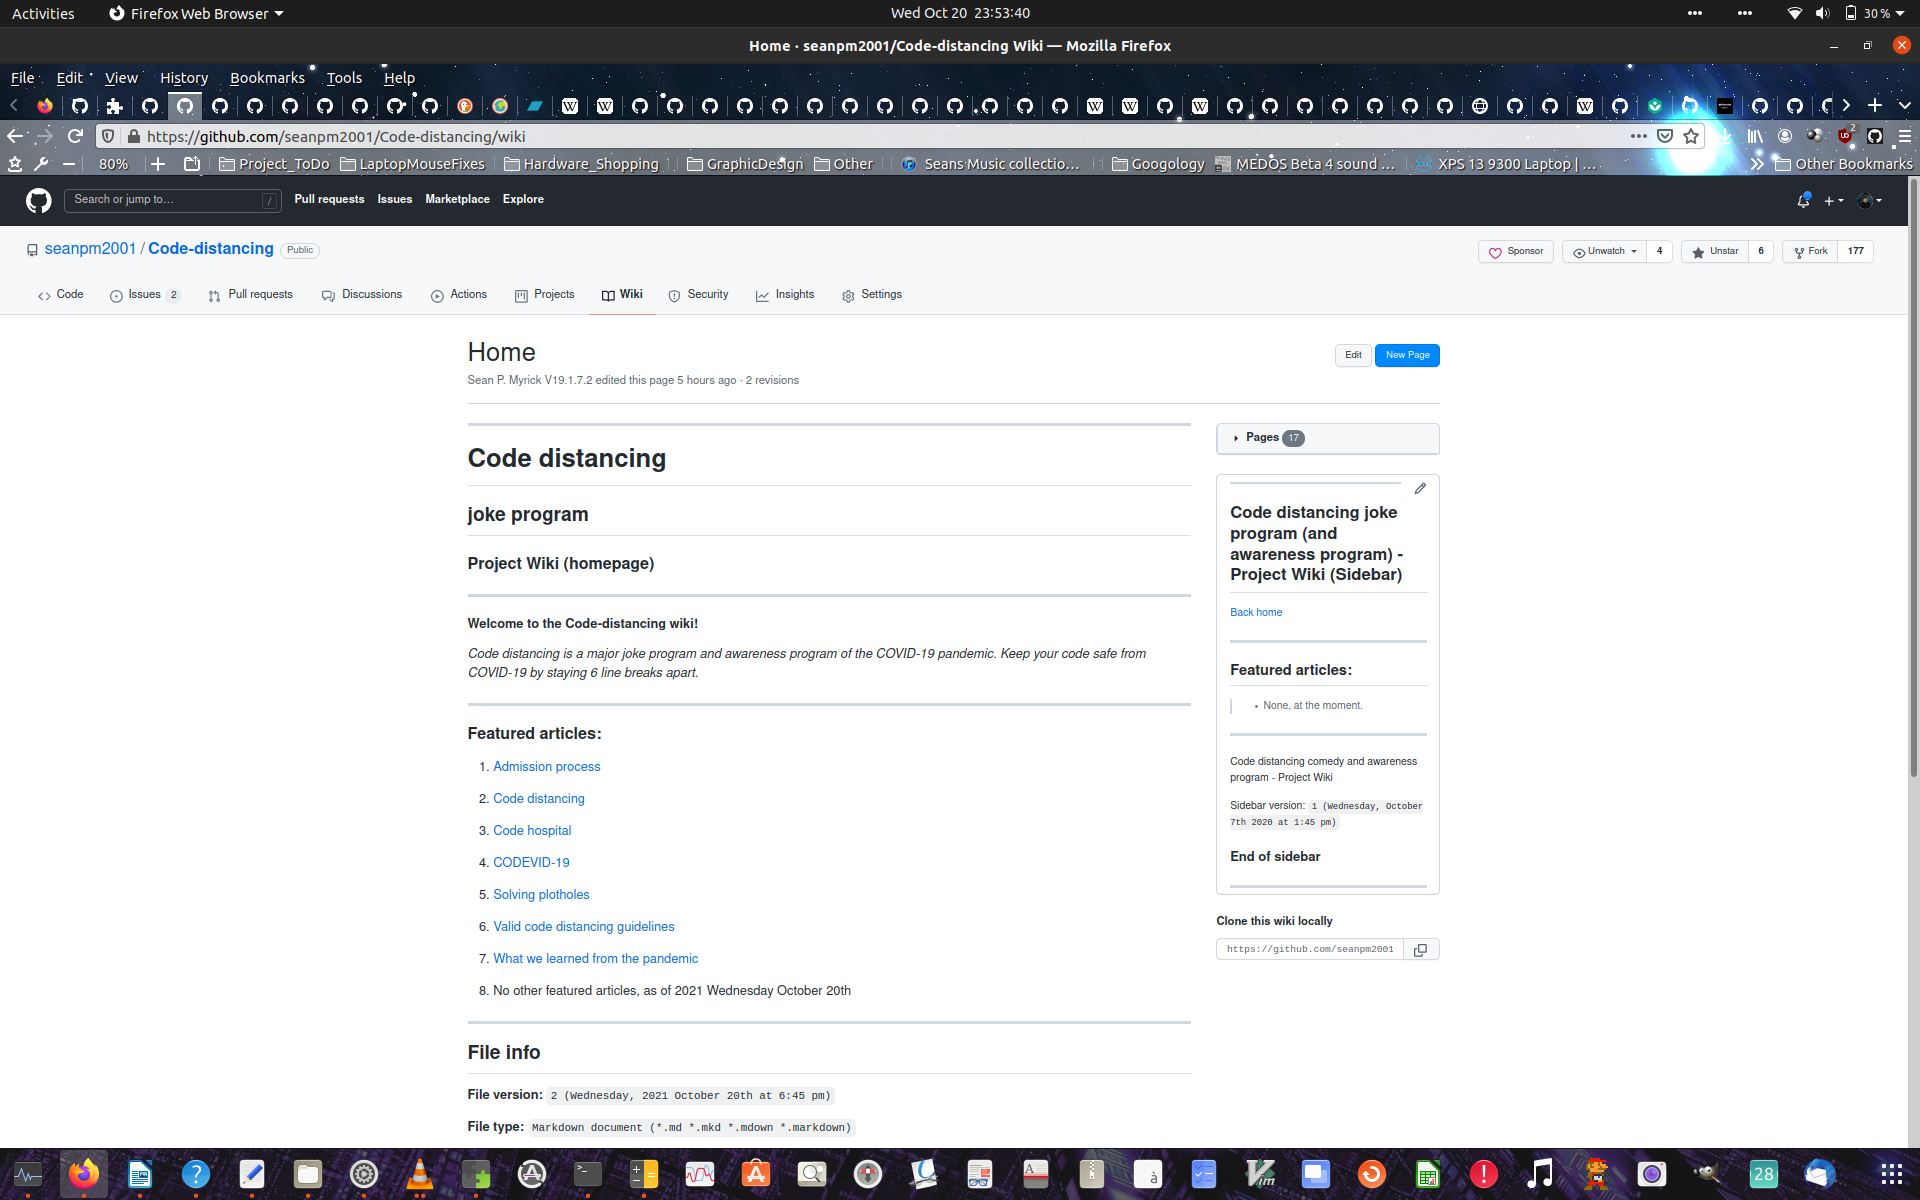 Activities
Firefox Web Browser
Wed Oct 20 23:53:40
30 %
Home · seanpm2001/Code-distancing Wiki — Mozilla Firefox
File Edit View History Bookmarks Tools Help
https://github.com/seanpm2001/Code-distancing/wiki
2
80%
Project_ToDo
LaptopMouseFixes
Hardware_Shopping
GraphicDesign
Other
Seans Music collectio…
Googology
MEDOS Beta 4 sound …
XPS 13 9300 Laptop | …
Other Bookmarks
Search or jump to…
/
Pull requests Issues Marketplace Explore
seanpm2001 / Code-distancing Public
Sponsor
Unwatch 4
Unstar 6
Fork 177
Code
Issues 2
Pull requests
Discussions
Actions
Projects
Wiki
Security
Insights
Settings
Home
Edit
New Page
Sean P. Myrick V19.1.7.2 edited this page 5 hours ago · 2 revisions
Code distancing
joke program
Project Wiki (homepage)
Welcome to the Code-distancing wiki!
Code distancing is a major joke program and awareness program of the COVID-19 pandemic. Keep your code safe from
COVID-19 by staying 6 line breaks apart.
Featured articles:
1. Admission process
2. Code distancing
3. Code hospital
4. CODEVID-19
5. Solving plotholes
6. Valid code distancing guidelines
7. What we learned from the pandemic
8. No other featured articles, as of 2021 Wednesday October 20th
File info
File version: 2 (Wednesday, 2021 October 20th at 6:45 pm)
File type: Markdown document (*.md *.mkd *.mdown *.markdown)
Pages 17
Code distancing joke
program (and
awareness program) -
Project Wiki (Sidebar)
Back home
Featured articles:
• None, at the moment.
Code distancing comedy and awareness
program - Project Wiki
Sidebar version: 1 (Wednesday, October
7th 2020 at 1:45 pm)
End of sidebar
Clone this wiki locally
https://github.com/seanpm2001
28